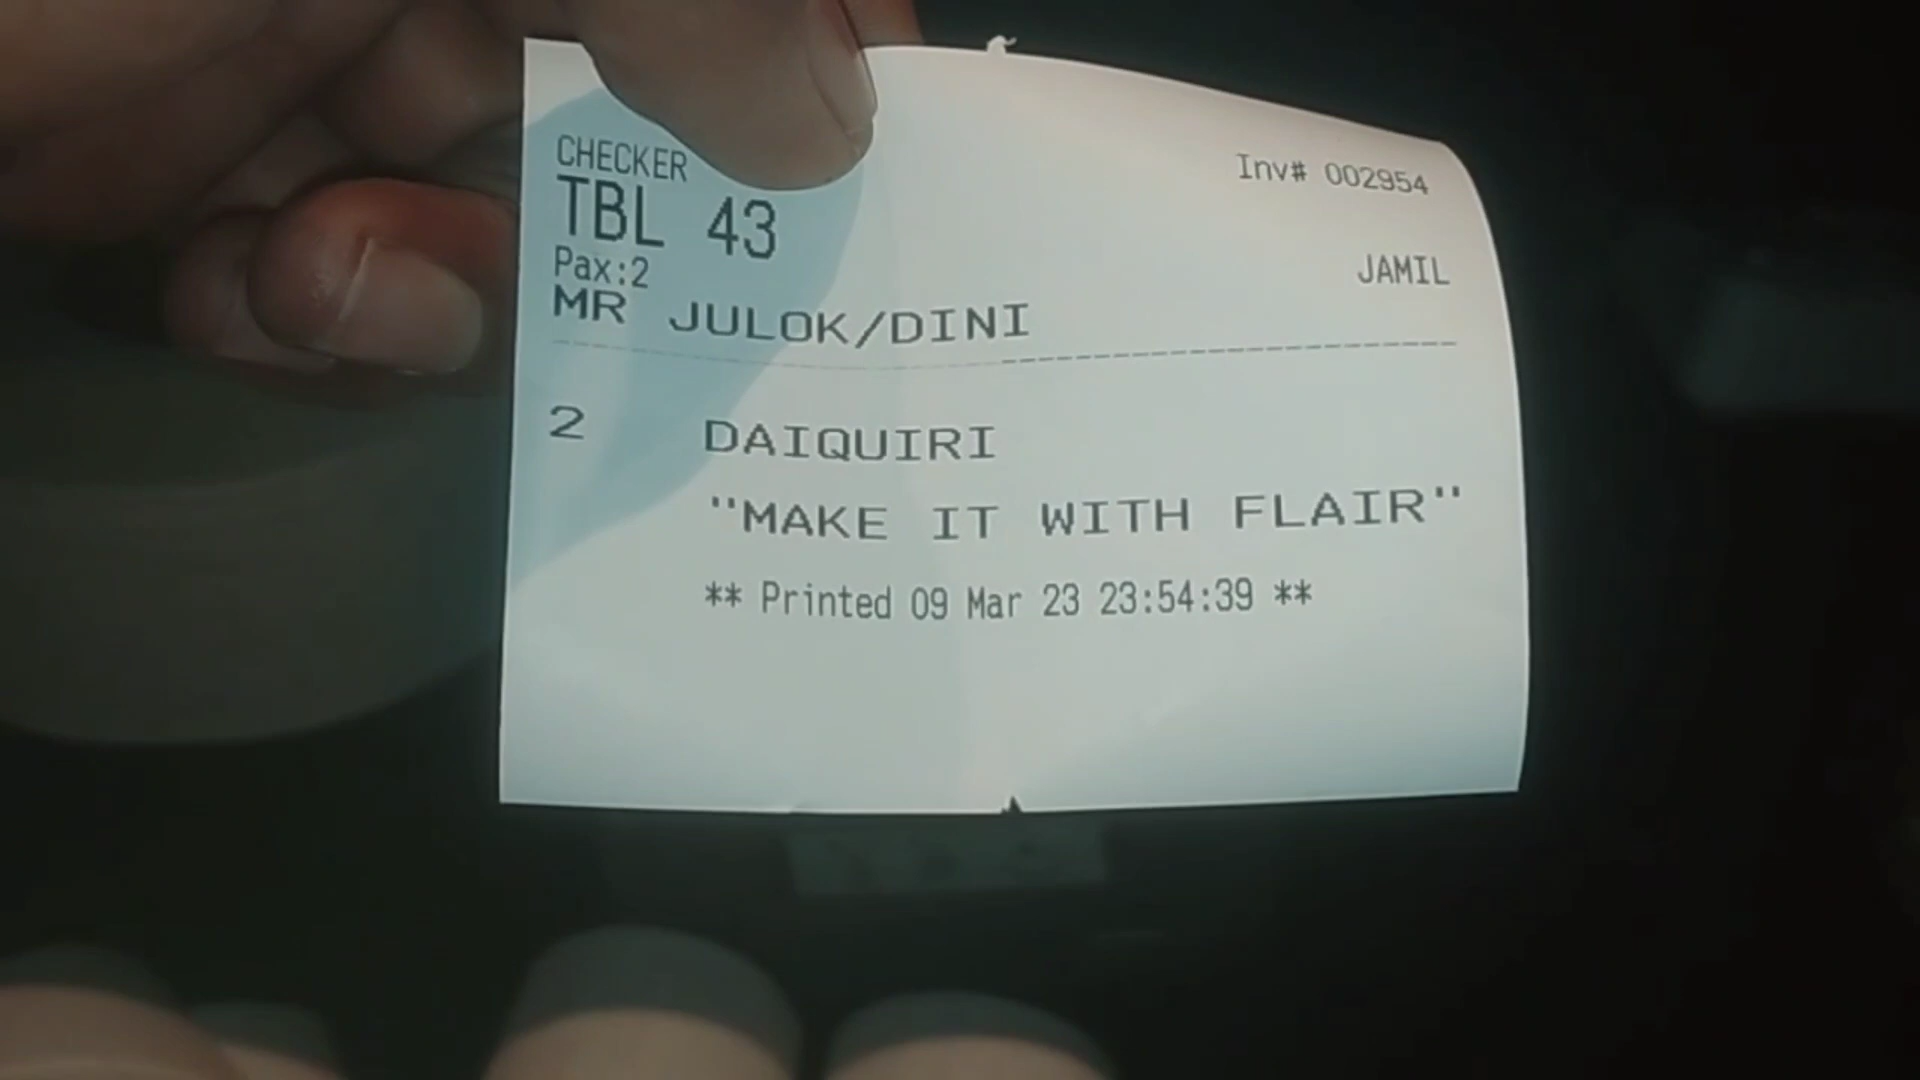 CHECKER
Inv# 002954
TBL 43
Pax:2
JAMIL
MR JULOK/DINI
2 DAIQUIRI
"MAKE IT WITH FLAIR"
** Printed 09 Mar 23 23:54:39 **